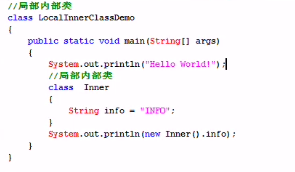 //局部内部类
class LocalInnerClassDemo
{
    public static void main(String[] args)
    {
        System.out.println("Hello World!");
        //局部内部类
        class  Inner
        {
            String info = "INFO";
        }
        System.out.println(new Inner().info);
    }
}